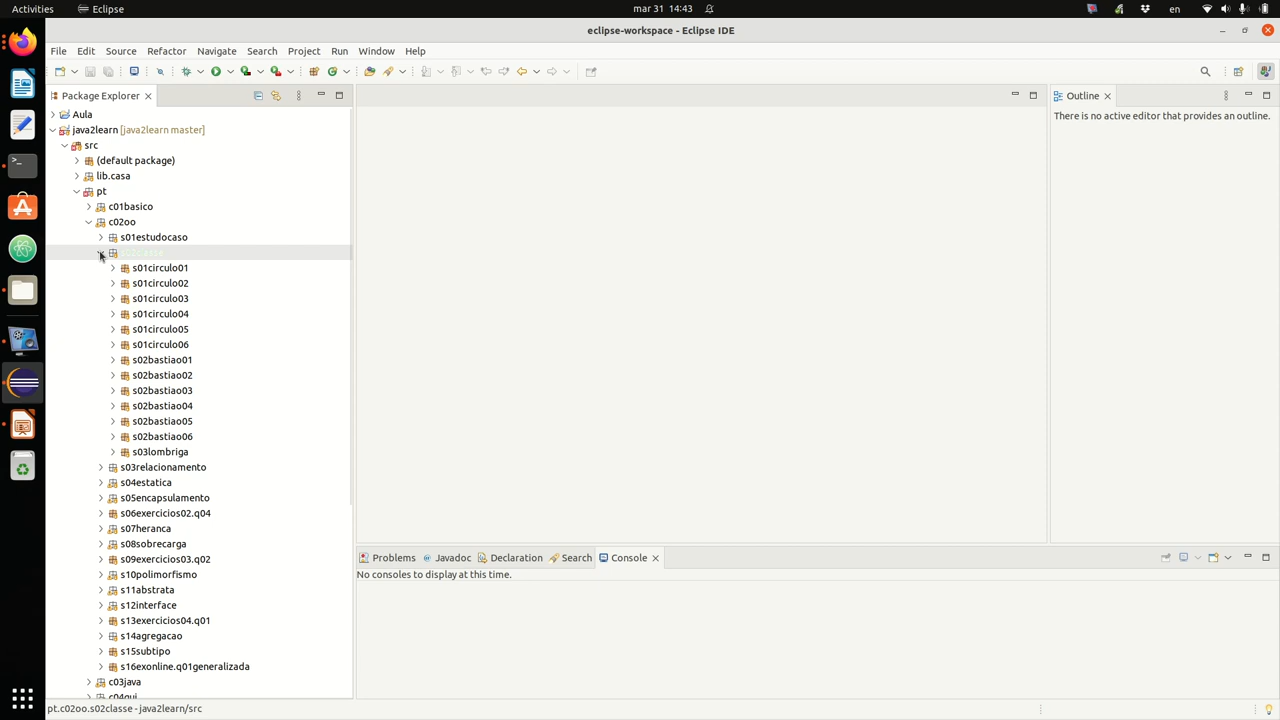 Activities Eclipse mar 31 14:43 en
eclipse-workspace - Eclipse IDE
File Edit Source Refactor Navigate Search Project Run Window Help
Package Explorer
Outline
There is no active editor that provides an outline.
Aula
java2learn [java2learn master]
src
(default package)
lib.casa
pt
c01basico
c02oo
s01estudocaso
s01circulo01
s01circulo02
s01circulo03
s01circulo04
s01circulo05
s01circulo06
s02bastiao01
s02bastiao02
s02bastiao03
s02bastiao04
s02bastiao05
s02bastiao06
s03lombriga
s03relacionamento
s04estatica
s05encapsulamento
s06exercicios02.q04
s07heranca
s08sobrecarga
s09exercicios03.q02
s10polimorfismo
s11abstrata
s12interface
s13exercicios04.q01
s14agregacao
s15subtipo
s16exonline.q01generalizada
c03java
c04gui
Problems Javadoc Declaration Search Console
No consoles to display at this time.
pt.c02oo.s02classe - java2learn/src